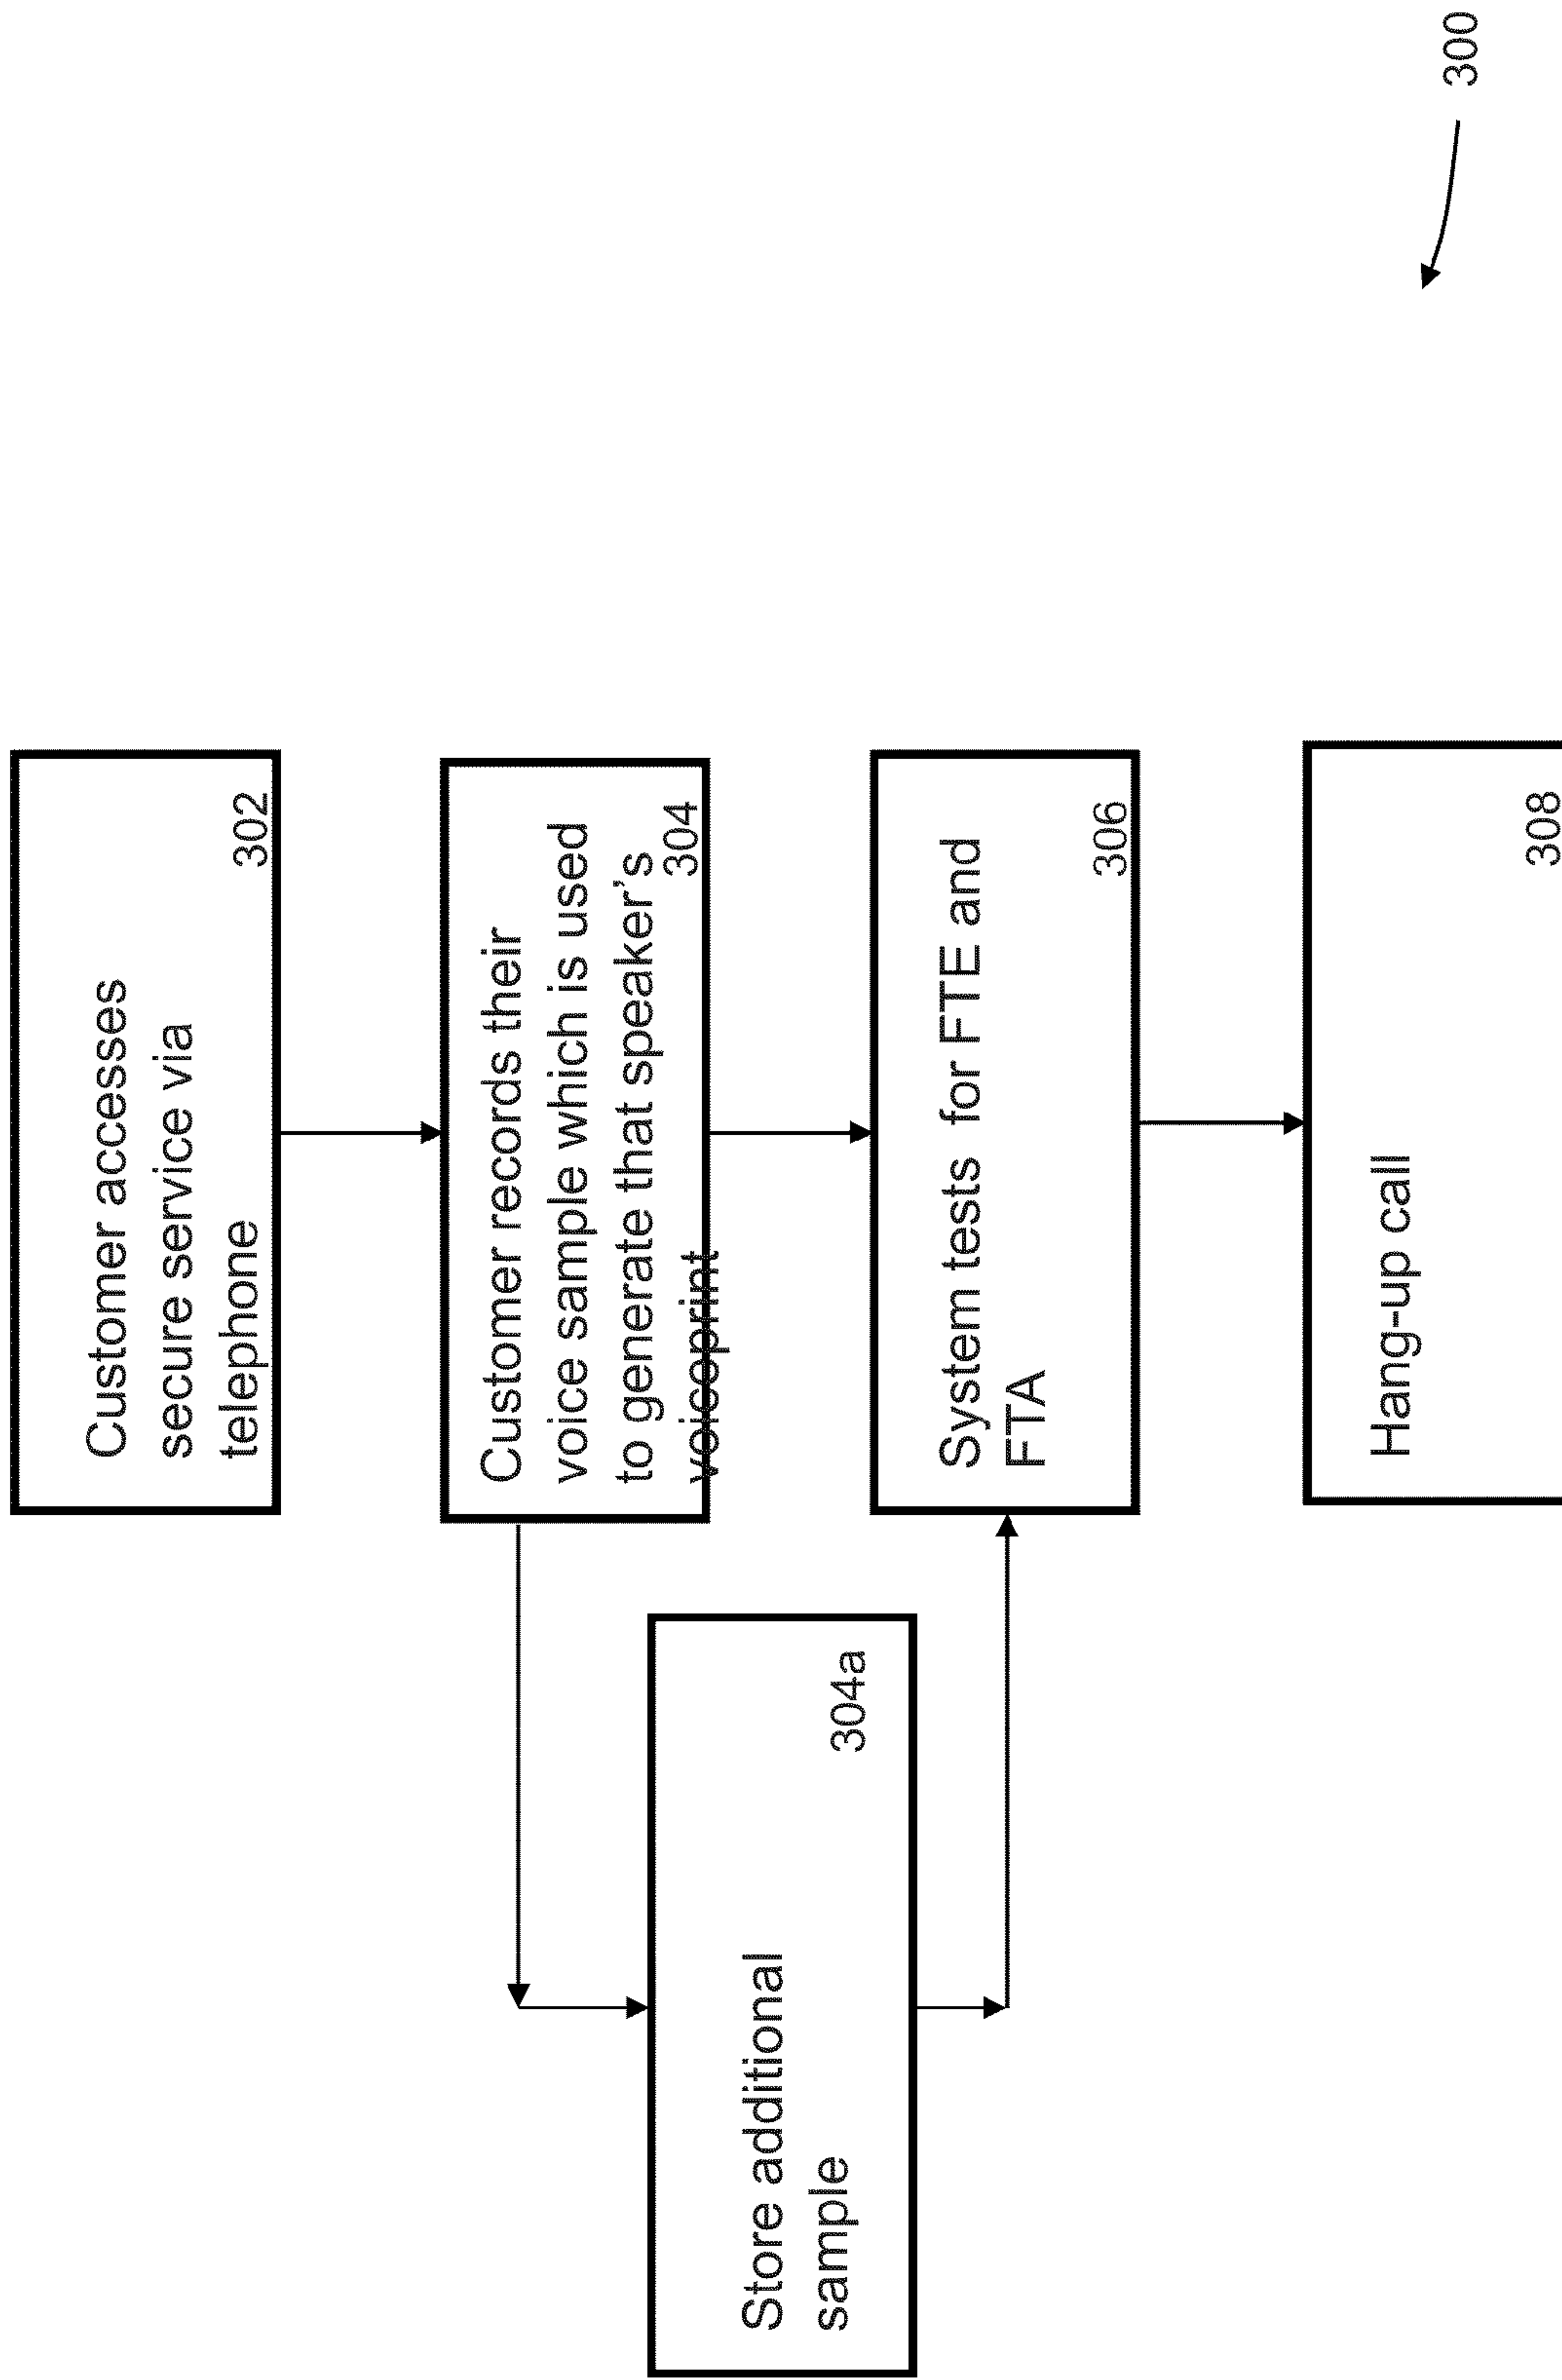 Customer accesses
secure service via
telephone
302
Customer records their
voice sample which is used
to generate that speaker's
voiceprint
304
Store additional
sample
304a
System tests for FTE and
FTA
306
Hang-up call
308
300